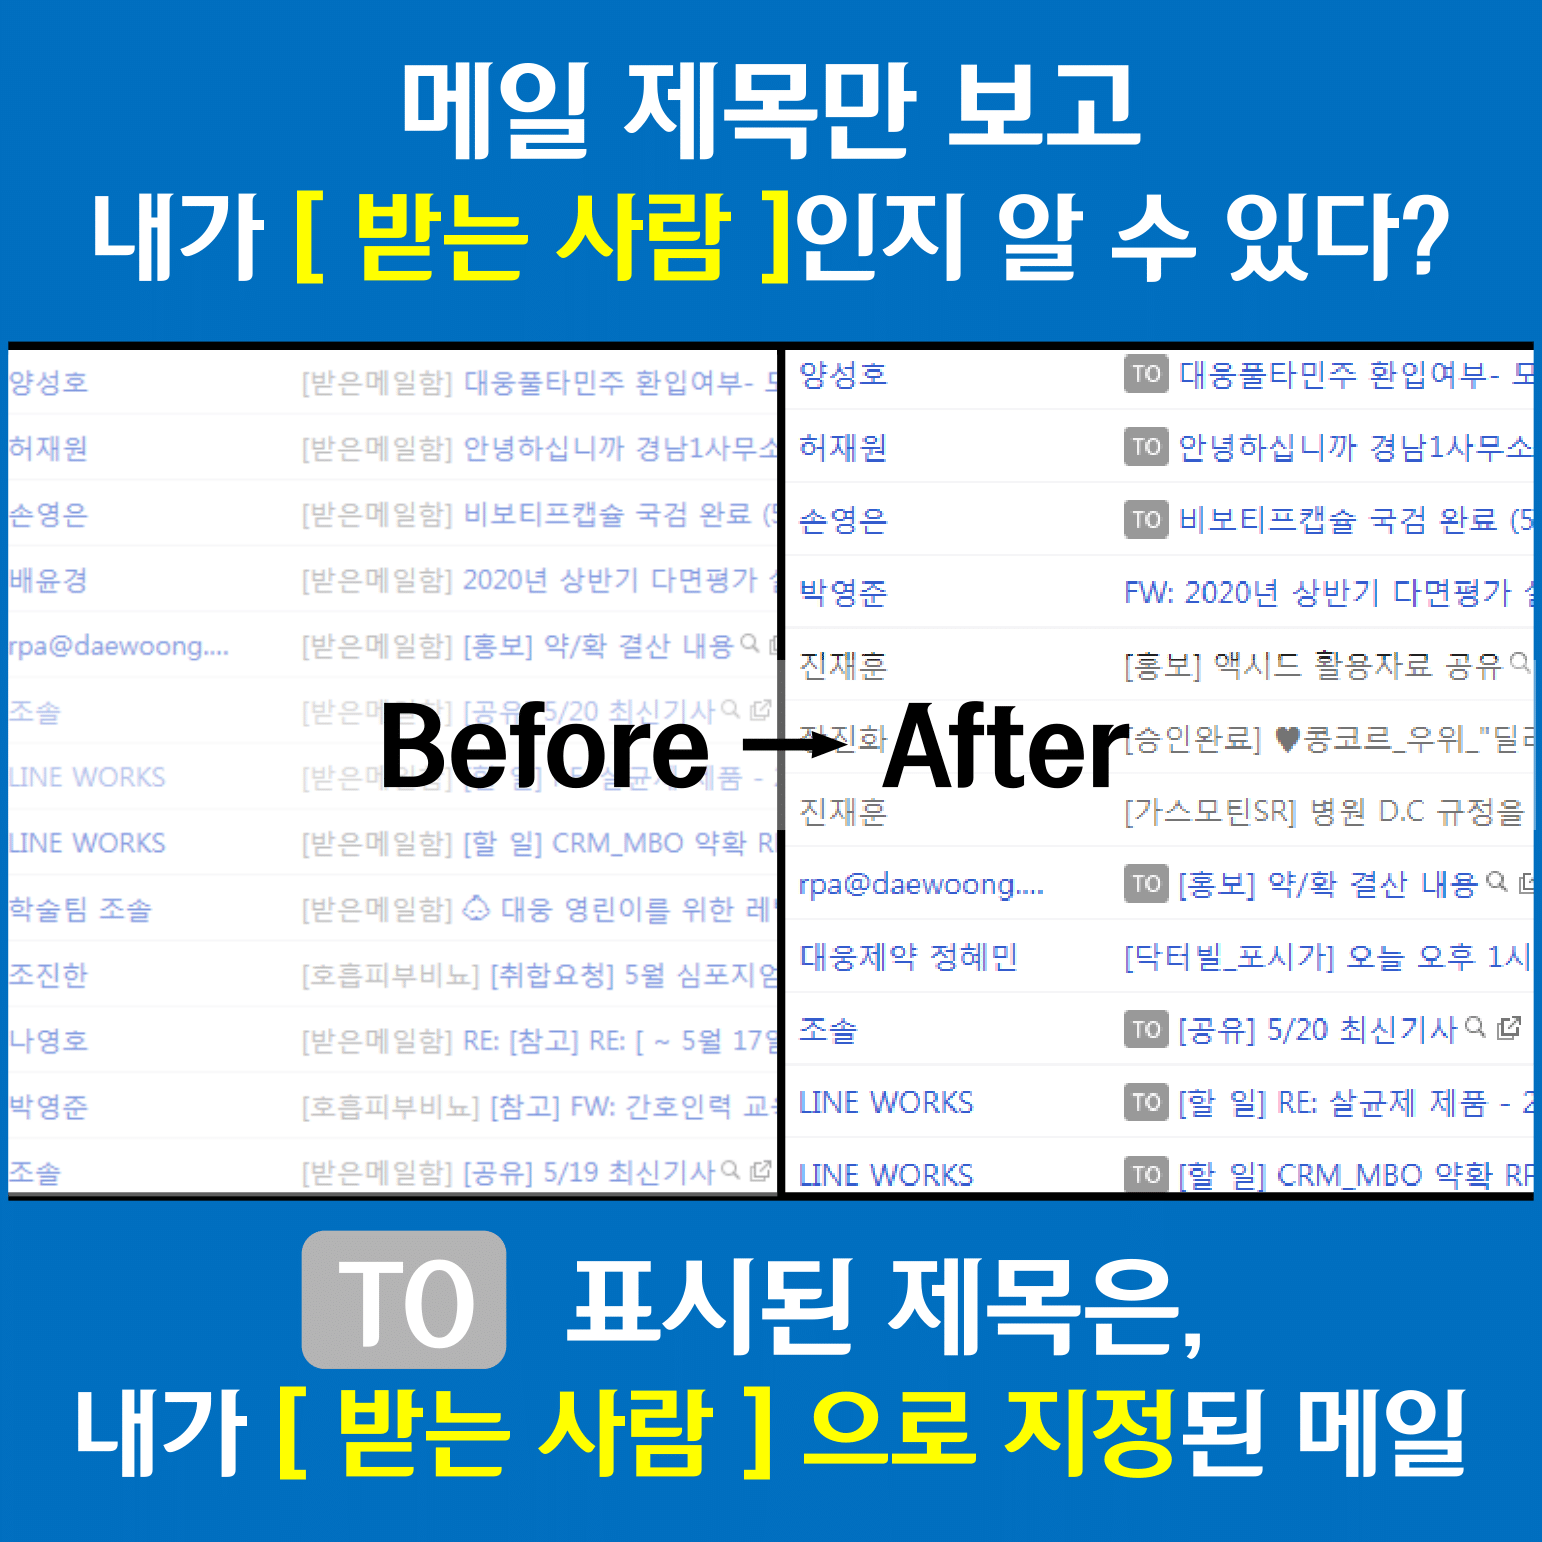 메일 제목만 보고
내가 [ 받는 사람 ]인지 알 수 있다?
양성호 [받은메일함] 대웅풀타민주 환입여부-
허재원 [받은메일함] 안녕하십니까 경남1사무소
손영은 [받은메일함] 비보티프캡슐 국검 완료 (5
배윤경 [받은메일함] 2020년 상반기 다면평가
rpa@daewoong.... [받은메일함] [홍보] 약/확 결산 내용
조솔 [받은메일함] [공유] 5/20 최신기사
LINE WORKS [받은메일함] [할 일] 살균제 제품 -
LINE WORKS [받은메일함] [할 일] CRM_MBO 약확
학술팀 조솔 [받은메일함] 대웅 영린이를 위한
조진한 [호흡피부비뇨] [취합요청] 5월 심포지엄
나영호 [받은메일함] RE: [참고] RE: [ ~ 5월 17일
박영준 [호흡피부비뇨] [참고] FW: 간호인력
조솔 [받은메일함] [공유] 5/19 최신기사
Before → After
양성호 TO 대웅풀타민주 환입여부-
허재원 TO 안녕하십니까 경남1사무소
손영은 TO 비보티프캡슐 국검 완료 (5
박영준 FW: 2020년 상반기 다면평가
진재훈 [홍보] 액시드 활용자료 공유
[승인완료] ♥콩코르_우위_"딜
진재훈 [가스모틴SR] 병원 D.C 규정을
rpa@daewoong.... TO [홍보] 약/확 결산 내용
대웅제약 정혜민 [닥터빌_포시가] 오늘 오후 1시
조솔 TO [공유] 5/20 최신기사
LINE WORKS TO [할 일] RE: 살균제 제품 - 2
LINE WORKS TO [할 일] CRM_MBO 약확
TO 표시된 제목은,
내가 [ 받는 사람 ] 으로 지정된 메일